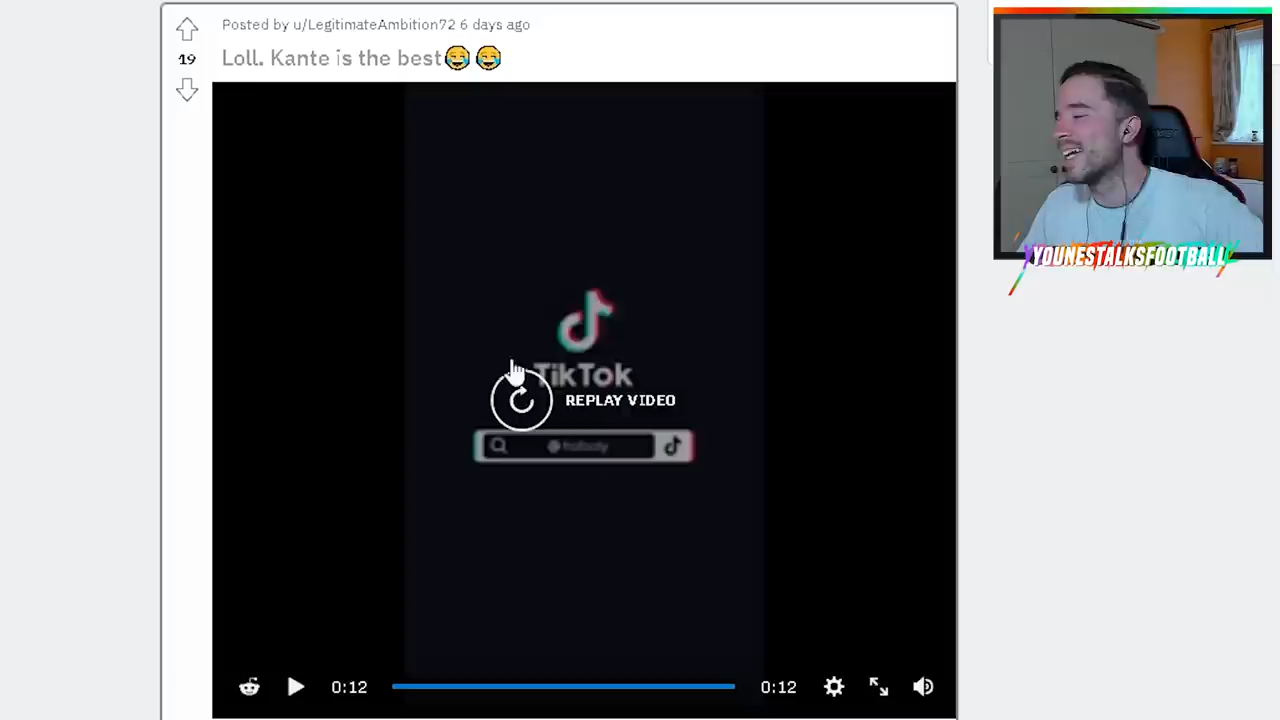 Posted by u/LegitimateAmbition72 6 days ago
19
Loll. Kante is the best😂 😂
TikTok
REPLAY VIDEO
0:12
0:12
YOUNESTALKSFOOTBALL